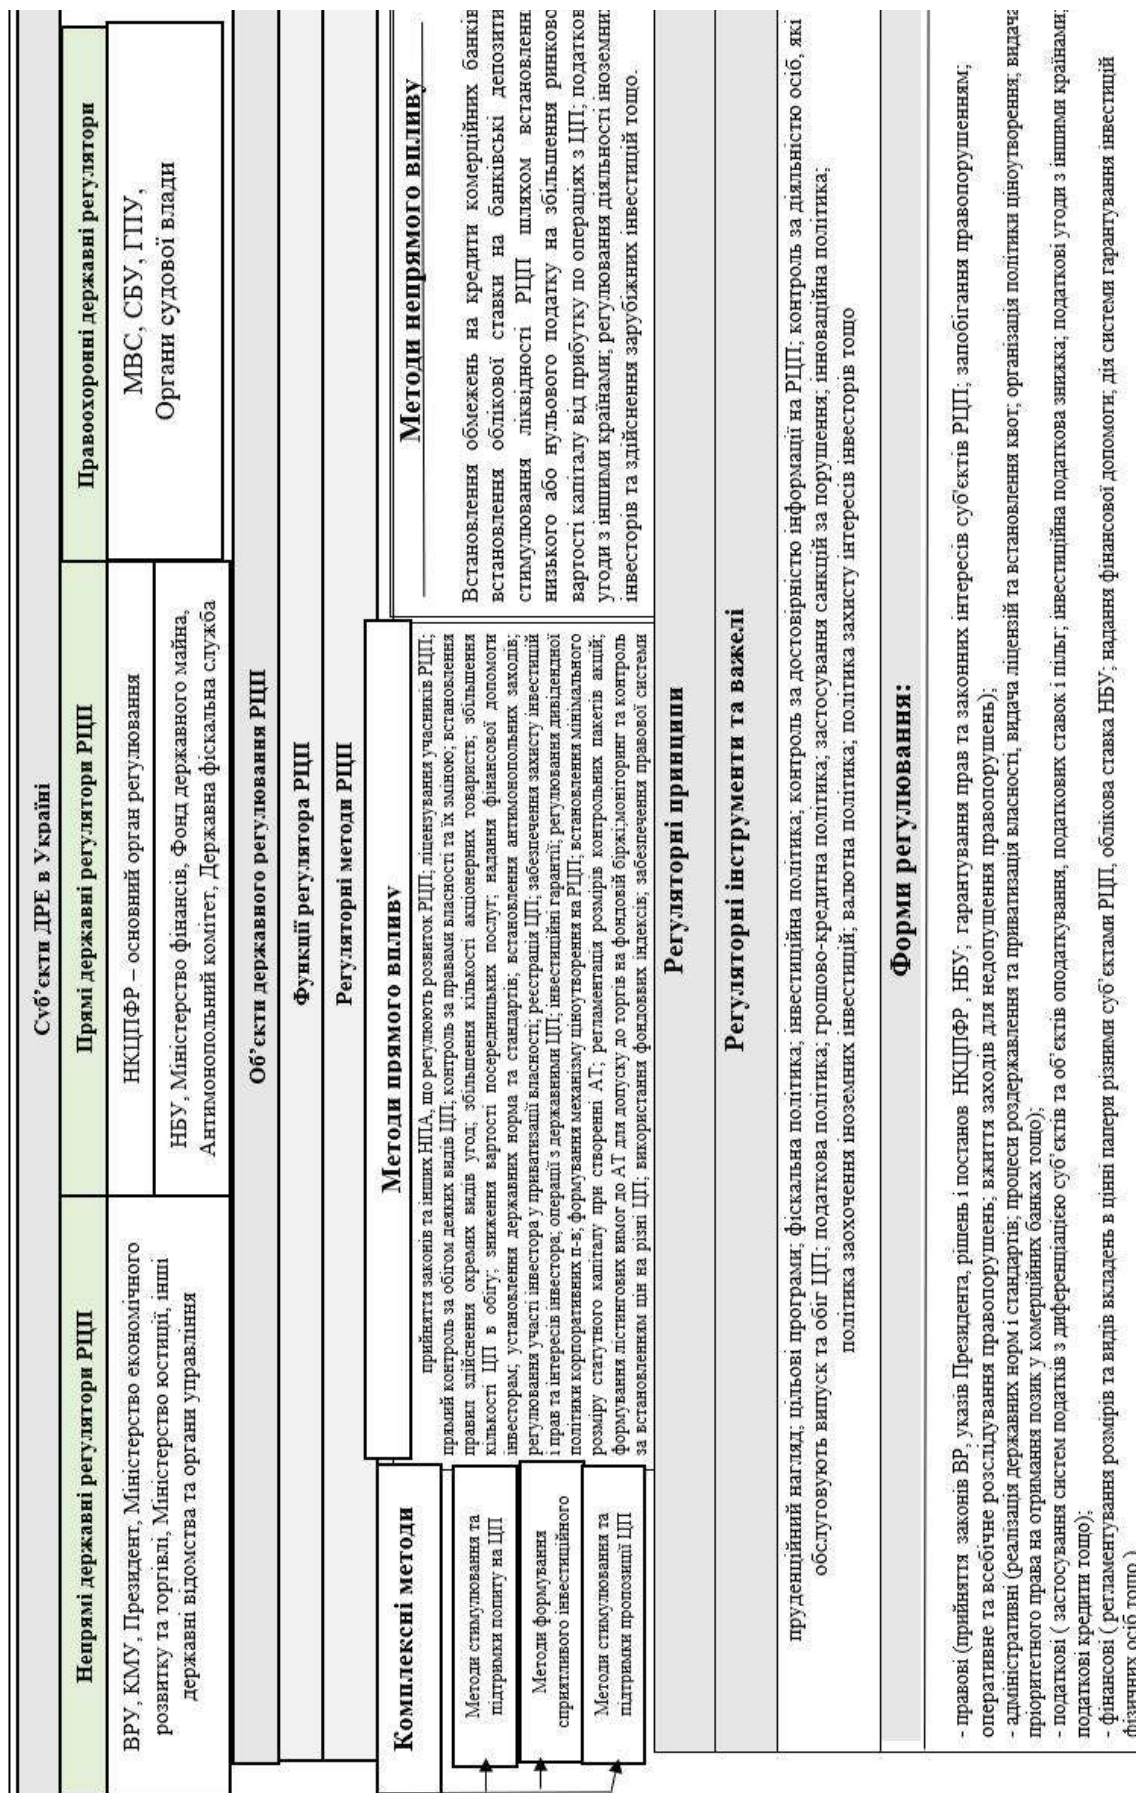 Суб’єкти ДРЕ в Україні
Непрямі державні регулятори РЦП
Прямі державні регулятори РЦП
Правоохоронні державні регулятори
ВРУ, КМУ, Президент, Міністерство економічного
розвитку та торгівлі, Міністерство юстиції, інші
державні відомства та органи управління
НКЦПФР – основний орган регулювання
НБУ, Міністерство фінансів, Фонд державного майна,
Антимонопольний комітет, Державна фіскальна служба
МВС, СБУ, ГПУ,
Органи судової влади
Об’єкти державного регулювання РЦП
Функції регулятора РЦП
Регуляторні методи РЦП
Комплексні методи
Методи стимулювання та
підтримки попиту на ЦП
Методи формування
сприятливого інвестиційного
Методи стимулювання та
підтримки пропозиції ЦП
Методи прямого впливу
прийняття законів та інших НПА, що регулюють розвиток РЦП; ліцензування учасників РЦП;
прямий контроль за обігом деяких видів ЦП; контроль за правами власності та їх зміною; встановлення
правил здійснення окремих видів угод; збільшення кількості акціонерних товариств; збільшення
кількості ЦП в обігу; зниження вартості посередницьких послуг; надання фінансової допомоги
інвесторам; установлення державних норма та стандартів; встановлення антимонопольних заходів;
регулювання участі інвестора у приватизації власності; реєстрація ЦП; забезпечення захисту інвестицій
і прав та інтересів інвестора; операції з державними ЦП; інвестиційні гарантії; регулювання дивідендної
політики корпоративних п-в; формування механізму ціноутворення на РЦП; встановлення мінімального
розміру статутного капіталу при створенні АТ; регламентація розмірів контрольних пакетів акцій;
формування лістингових вимог до АТ для допуску до торгів на фондовій біржі;моніторинг та контроль
за встановленням цін на різні ЦП; використання фондових індексів; забезпечення правової системи
Методи непрямого впливу
Встановлення обмежень на кредити комерційних банків
встановлення облікової ставки на банківські депозити
стимулювання ліквідності РЦП шляхом встановленн
низького або нульового податку на збільшення ринково
вартості капіталу від прибутку по операціях з ЦП; податков
угоди з іншими країнами; регулювання діяльності іноземни
інвесторів та здійснення зарубіжних інвестицій тощо.
Регуляторні принципи
Регуляторні інструменти та важелі
пруденційний нагляд; цільові програми; фіскальна політика; інвестиційна політика; контроль за достовірністю інформації на РЦП; контроль за діяльністю осіб, які
обслуговують випуск та обіг ЦП; податкова політика; грошово-кредитна політика; застосування санкцій за порушення; інноваційна політика;
політика заохочення іноземних інвестицій; валютна політика; політика захисту інтересів інвесторів тощо
Форми регулювання:
- правові (прийняття законів ВР, указів Президента, рішень і постанов НКЦПФР , НБУ; гарантування прав та законних інтересів суб’єктів РЦП; запобігання правопорушенням;
оперативне та всебічне розслідування правопорушень; вжиття заходів для недопущення правопорушень);
- адміністративні (реалізація державних норм і стандартів; процеси роздержавлення та приватизація власності, видача ліцензій та встановлення квот; організація політики ціноутворення; видача
пріоритетного права на отримання позик у комерційних банках тощо);
- податкові ( застосування систем податків з диференціацією суб’єктів та об’єктів оподаткування, податкових ставок і пільг; інвестиційна податкова знижка; податкові угоди з іншими країнами;
податкові кредити тощо);
- фінансові ( регламентування розмірів та видів вкладень в цінні папери різними суб’єктами РЦП, облікова ставка НБУ; надання фінансової допомоги; дія системи гарантування інвестицій
фізичних осіб тощо.)